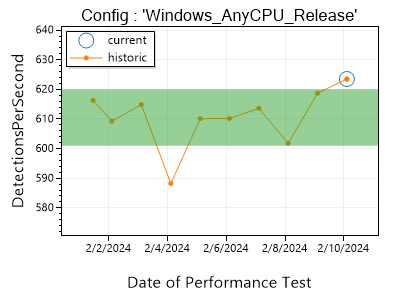 Config : 'Windows_AnyCPU_Release'
current
historic
DetectionsPerSecond
640
630
620
610
600
590
580
2/2/2024
2/4/2024
2/6/2024
2/8/2024
2/10/2024
Date of Performance Test